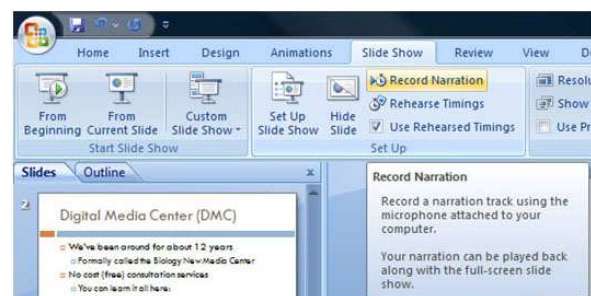 Home Insert Design Animations Slide Show Review View
Record Narration
Rehearse Timings
Use Rehearsed Timings
From Beginning
From Current Slide
Custom Slide Show
Set Up Slide Show
Hide Slide
Resolu
Show
Use Pr
Start Slide Show
Set Up
Slides Outline x
Record Narration
Record a narration track using the
microphone attached to your
computer.
Your narration can be played back
along with the full-screen slide
show.
2
Digital Media Center (DMC)
We've been around for about 12 years
Formally called the Biology New Media Center
No cost (free) consultation services
You can learn it all here: